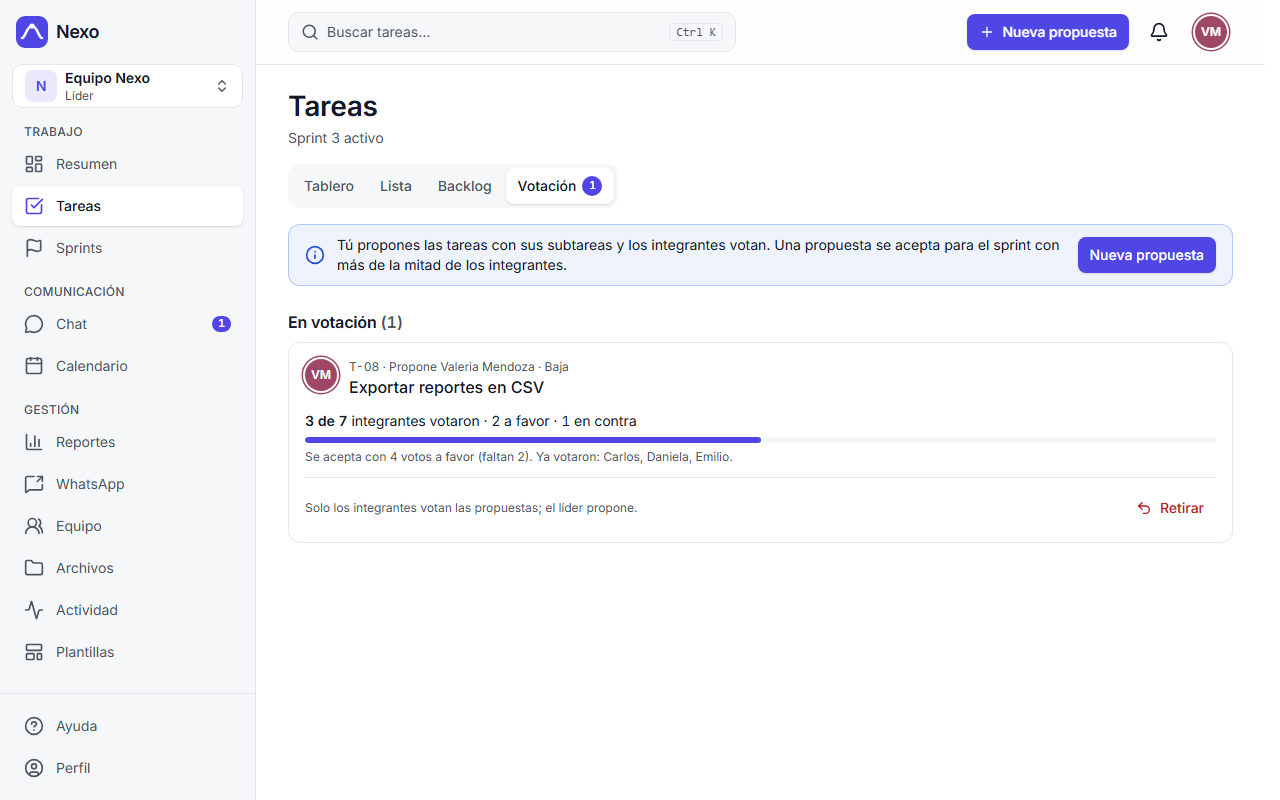 Nexo
Buscar tareas...
Ctrl K
Nueva propuesta
VM
N
Equipo Nexo
Líder
TRABAJO
Resumen
Tareas
Sprints
COMUNICACIÓN
Chat
1
Calendario
GESTIÓN
Reportes
WhatsApp
Equipo
Archivos
Actividad
Plantillas
Ayuda
Perfil
Tareas
Sprint 3 activo
Tablero
Lista
Backlog
Votación 1
Tú propones las tareas con sus subtareas y los integrantes votan. Una propuesta se acepta para el sprint con
más de la mitad de los integrantes.
Nueva propuesta
En votación (1)
VM
T-08 · Propone Valeria Mendoza · Baja
Exportar reportes en CSV
3 de 7 integrantes votaron · 2 a favor · 1 en contra
Se acepta con 4 votos a favor (faltan 2). Ya votaron: Carlos, Daniela, Emilio.
Solo los integrantes votan las propuestas; el líder propone.
Retirar